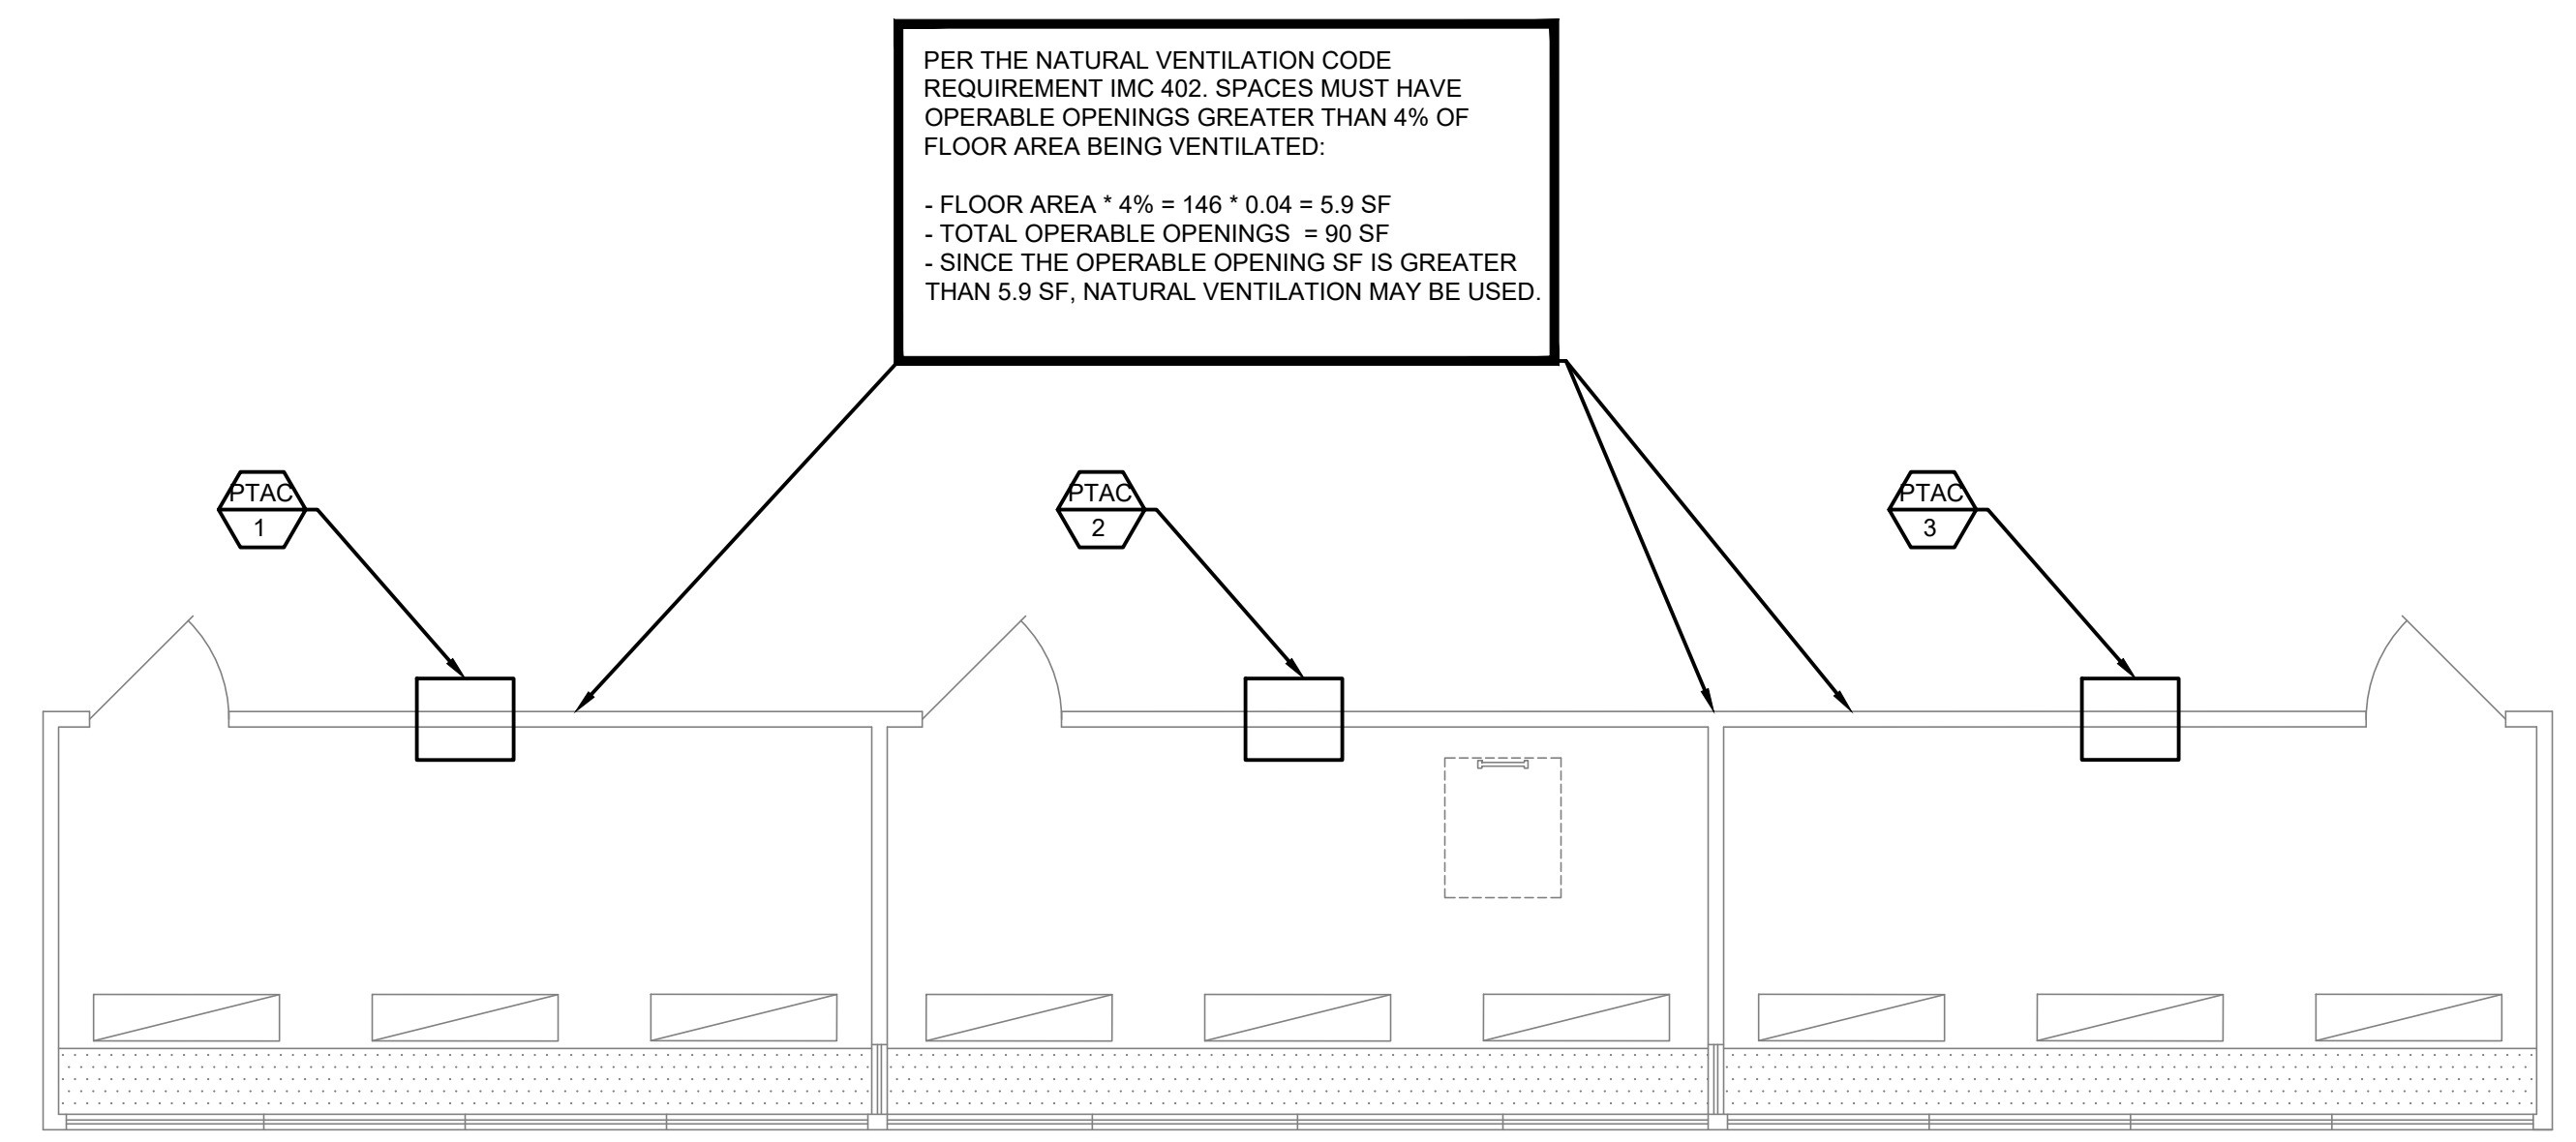 PER THE NATURAL VENTILATION CODE
REQUIREMENT IMC 402. SPACES MUST HAVE
OPERABLE OPENINGS GREATER THAN 4% OF
FLOOR AREA BEING VENTILATED:
- FLOOR AREA * 4% = 146 * 0.04 = 5.9 SF
- TOTAL OPERABLE OPENINGS = 90 SF
- SINCE THE OPERABLE OPENING SF IS GREATER
THAN 5.9 SF, NATURAL VENTILATION MAY BE USED.
PTAC
1
PTAC
2
PTAC
3